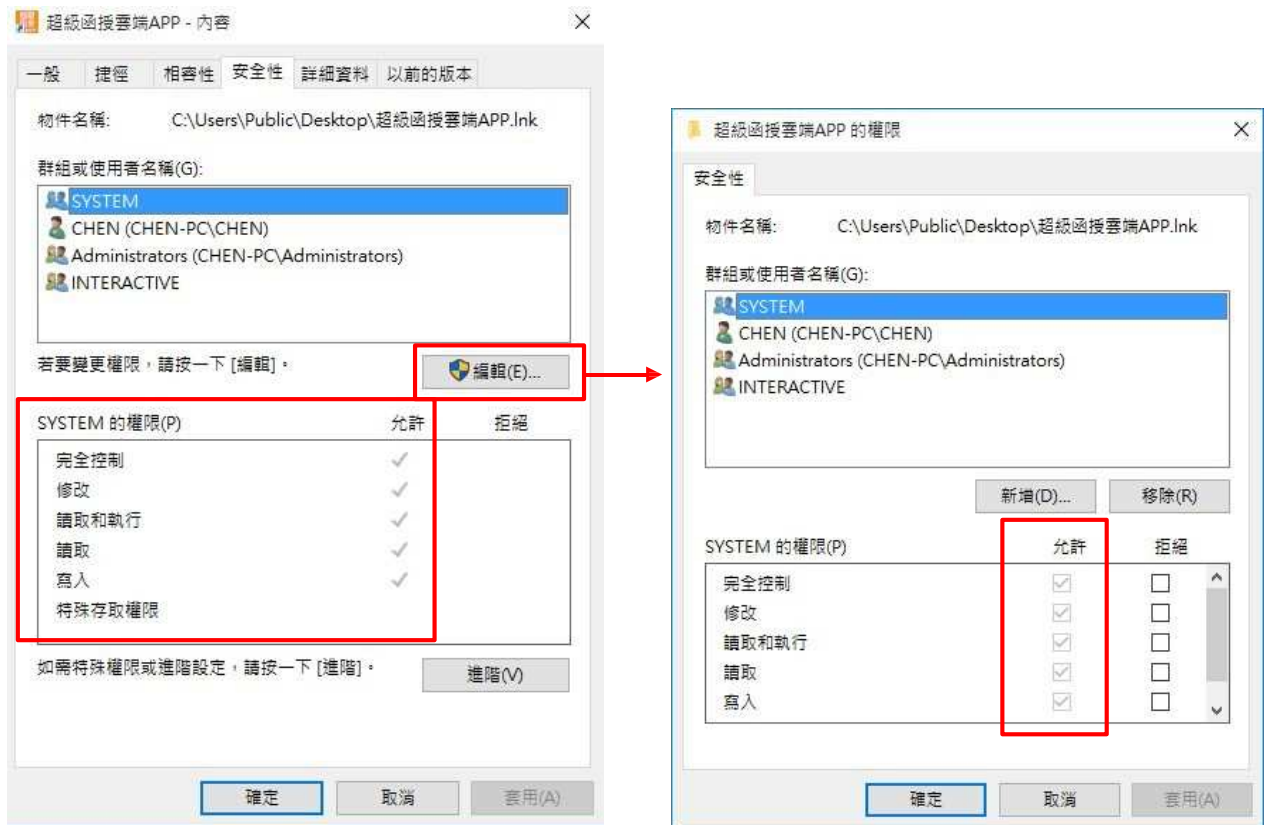 超級函授雲端APP - 內容
一般 捷徑 相容性 安全性 詳細資料 以前的版本
物件名稱: C:\Users\Public\Desktop\超級函授雲端APP.lnk
群組或使用者名稱(G):
SYSTEM
CHEN (CHEN-PC\CHEN)
Administrators (CHEN-PC\Administrators)
INTERACTIVE
若要變更權限，請按一下 [編輯]。
編輯(E)...
SYSTEM 的權限(P) 允許 拒絕
完全控制
修改
讀取和執行
讀取
寫入
特殊存取權限
如需特殊權限或進階設定，請按一下 [進階]。
進階(V)
確定 取消 套用(A)
超級函授雲端APP 的權限
安全性
物件名稱: C:\Users\Public\Desktop\超級函授雲端APP.lnk
群組或使用者名稱(G):
SYSTEM
CHEN (CHEN-PC\CHEN)
Administrators (CHEN-PC\Administrators)
INTERACTIVE
新增(D)... 移除(R)
SYSTEM 的權限(P) 允許 拒絕
完全控制
修改
讀取和執行
讀取
寫入
確定 取消 套用(A)